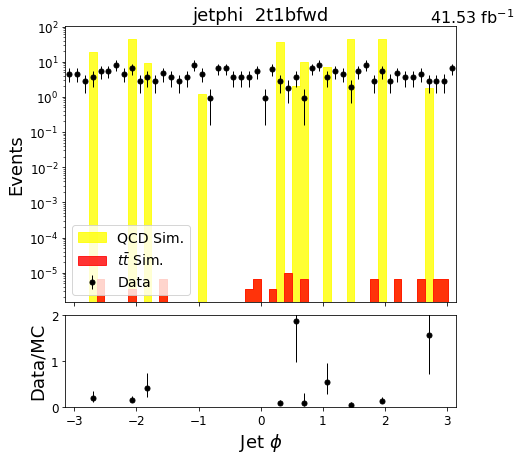 jetphi 2t1bfwd
41.53 fb⁻¹
Events
10²
10¹
10⁰
10⁻¹
10⁻²
10⁻³
10⁻⁴
10⁻⁵
QCD Sim.
tt̄ Sim.
Data
Data/MC
2
1
0
−3 −2 −1 0 1 2 3
Jet ϕ